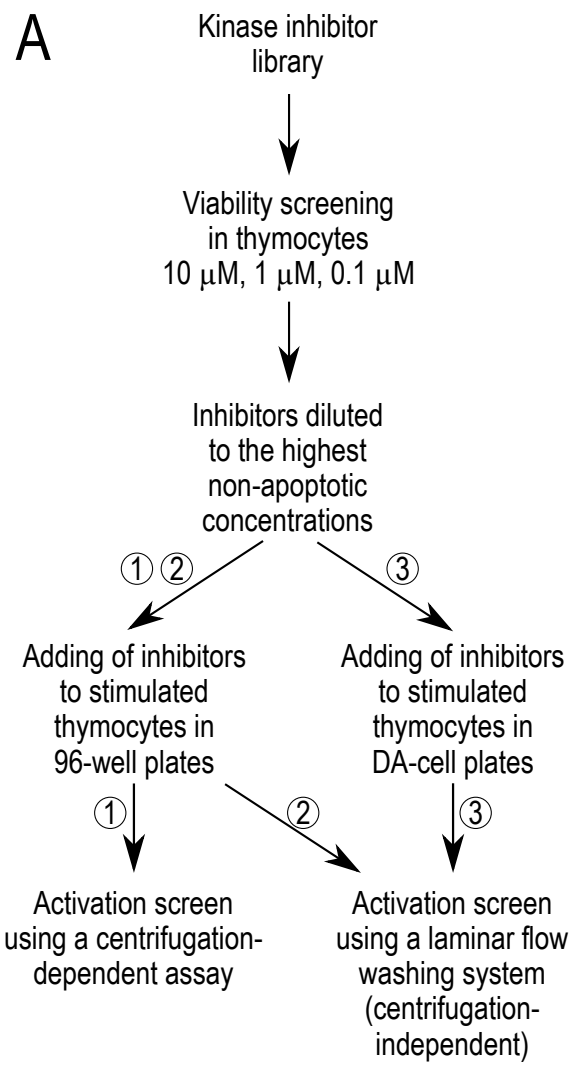 A
Kinase inhibitor
library
Viability screening
in thymocytes
10 μM, 1 μM, 0.1 μM
Inhibitors diluted
to the highest
non-apoptotic
concentrations
① ②
③
Adding of inhibitors
to stimulated
thymocytes in
96-well plates
Adding of inhibitors
to stimulated
thymocytes in
DA-cell plates
①
②
③
Activation screen
using a centrifugation-
dependent assay
Activation screen
using a laminar flow
washing system
(centrifugation-
independent)